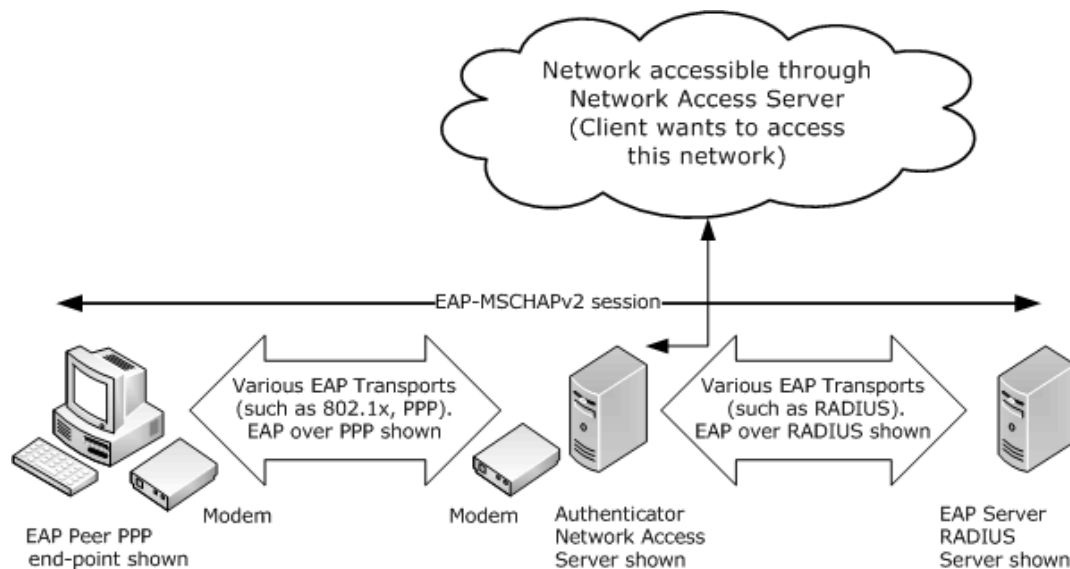 Network accessible through
Network Access Server
(Client wants to access
this network)
EAP-MSCHAPv2 session
Various EAP Transports
(such as 802.1x, PPP).
EAP over PPP shown
Various EAP Transports
(such as RADIUS).
EAP over RADIUS shown
EAP Peer PPP
end-point shown
Modem
Modem
Authenticator
Network Access
Server shown
EAP Server
RADIUS
Server shown